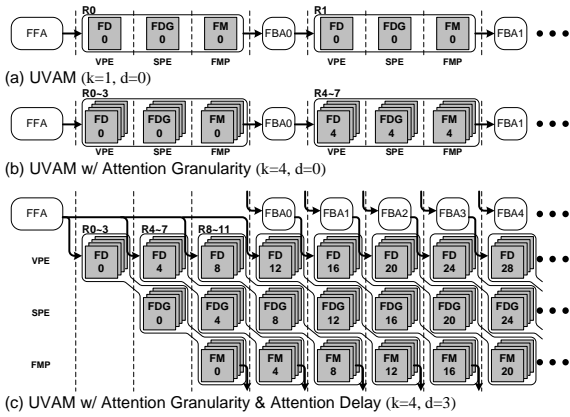 R0 R1
FFA FD 0 FDG 0 FM 0 FBA0 FD 0 FDG 0 FM 0 FBA1
VPE SPE FMP VPE SPE FMP
(a) UVAM (k=1, d=0)
R0~3 R4~7
FFA FD 0 FDG 0 FM 0 FBA0 FD 4 FDG 4 FM 4 FBA1
VPE SPE FMP VPE SPE FMP
(b) UVAM w/ Attention Granularity (k=4, d=0)
FFA FBA0 FBA1 FBA2 FBA3 FBA4
R0~3 R4~7 R8~11
VPE FD 0 FD 4 FD 8 FD 12 FD 16 FD 20 FD 24 FD 28
SPE FDG 0 FDG 4 FDG 8 FDG 12 FDG 16 FDG 20 FDG 24
FMP FM 0 FM 4 FM 8 FM 12 FM 16 FM 20
(c) UVAM w/ Attention Granularity & Attention Delay (k=4, d=3)